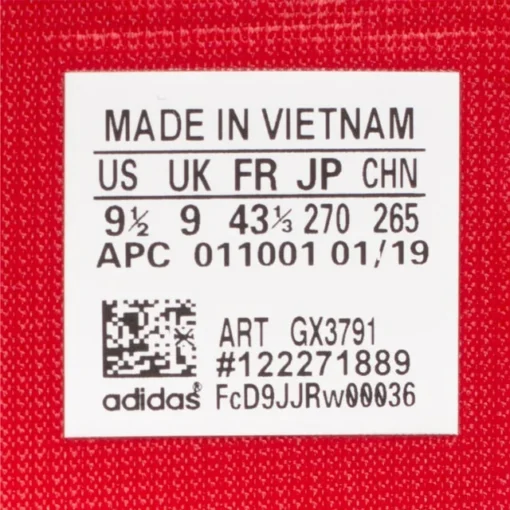 MADE IN VIETNAM
US UK FR JP CHN
9½ 9 43⅓ 270 265
APC 011001 01/19
ART GX3791
#122271889
adidas® FcD9JJRw00036